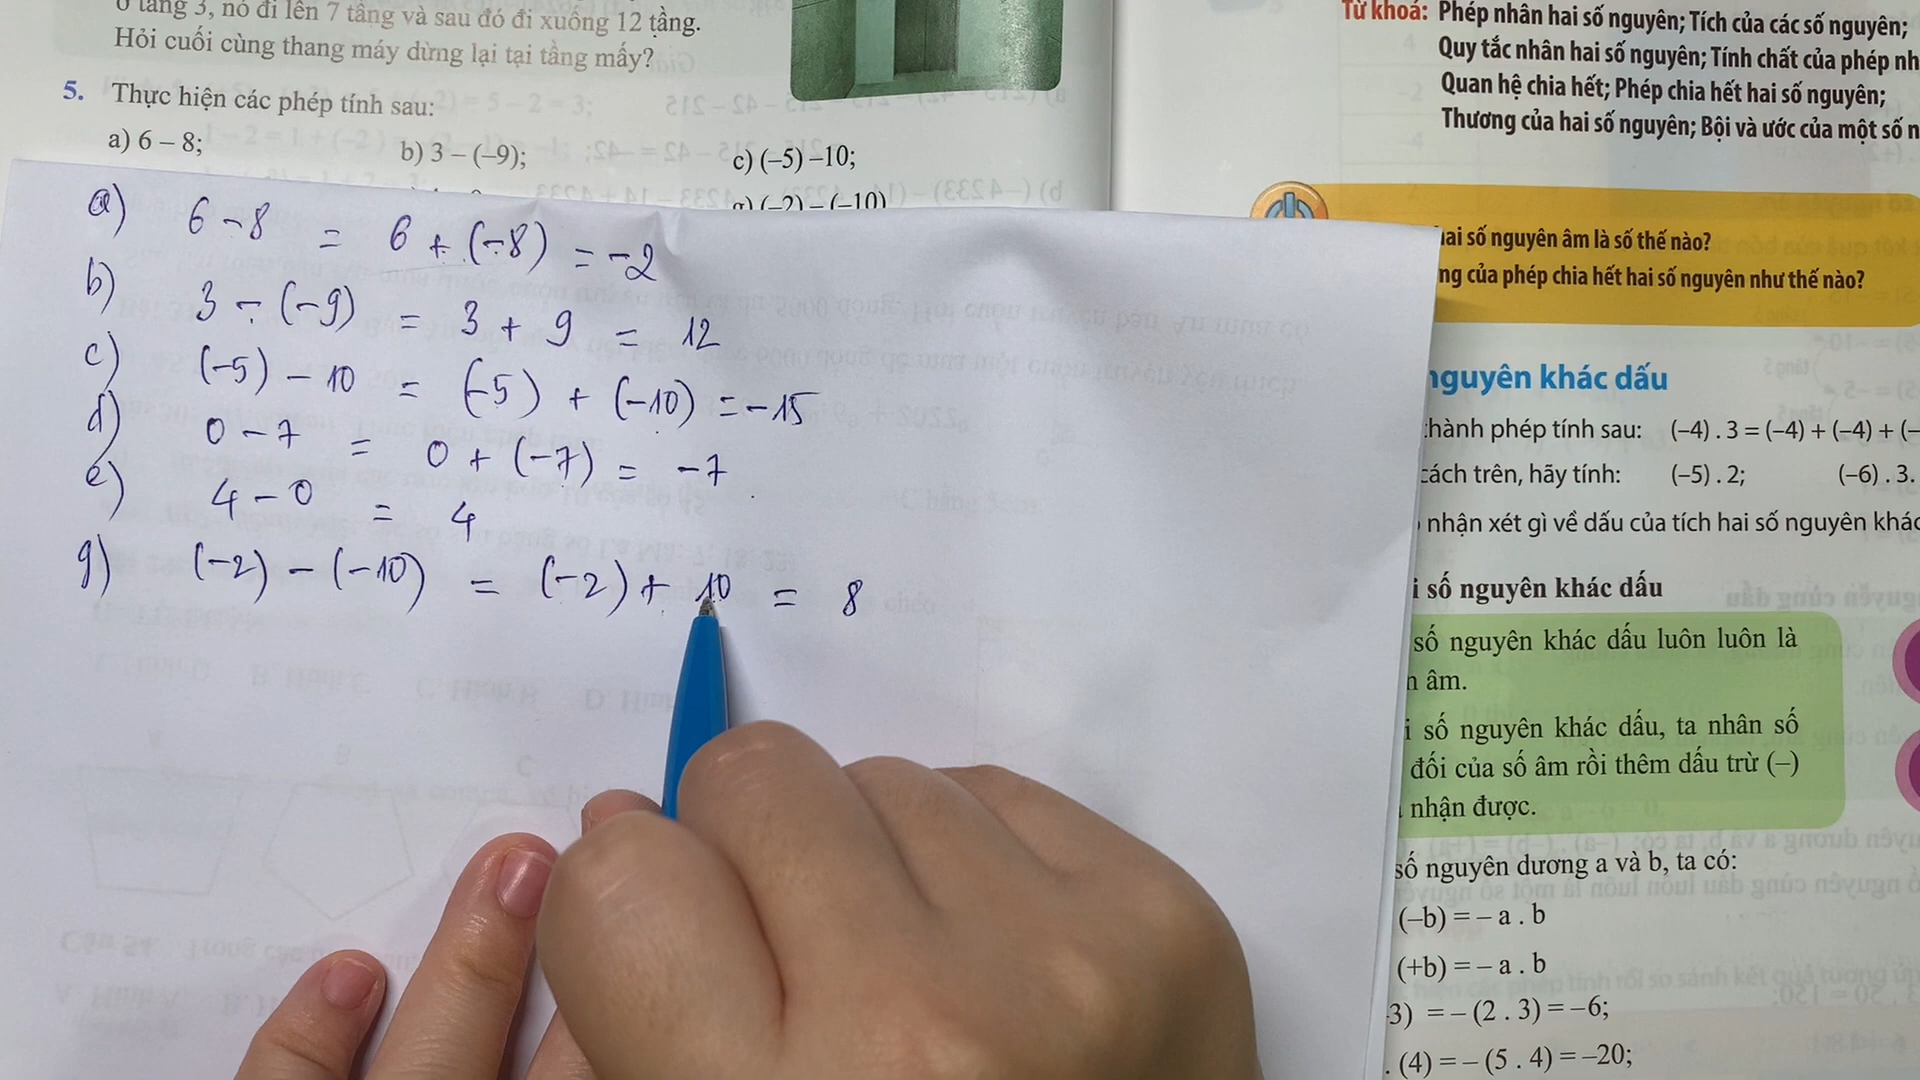 ở tầng 3, nó đi lên 7 tầng và sau đó đi xuống 12 tầng.
Hỏi cuối cùng thang máy dừng lại tại tầng mấy?
5. Thực hiện các phép tính sau:
a) 6 – 8;
b) 3 – (–9);
c) (–5) –10;
g) (–2) – (–10)
a) 6 - 8 = 6 + (-8) = -2
b) 3 - (-9) = 3 + 9 = 12
c) (-5) - 10 = (-5) + (-10) = -15
d) 0 - 7 = 0 + (-7) = -7
e) 4 - 0 = 4
g) (-2) - (-10) = (-2) + 10 = 8
Từ khoá: Phép nhân hai số nguyên; Tích của các số nguyên;
Quy tắc nhân hai số nguyên; Tính chất của phép nh
Quan hệ chia hết; Phép chia hết hai số nguyên;
Thương của hai số nguyên; Bội và ước của một số n
hai số nguyên âm là số thế nào?
ng của phép chia hết hai số nguyên như thế nào?
nguyên khác dấu
thành phép tính sau: (–4) . 3 = (–4) + (–4) + (–
cách trên, hãy tính: (–5) . 2; (–6) . 3.
nhận xét gì về dấu của tích hai số nguyên khác
i số nguyên khác dấu
số nguyên khác dấu luôn luôn là
n âm.
i số nguyên khác dấu, ta nhân số
đối của số âm rồi thêm dấu trừ (–)
nhận được.
số nguyên dương a và b, ta có:
(–b) = – a . b
(+b) = – a . b
3) = – (2 . 3) = –6;
. (4) = – (5 . 4) = –20;